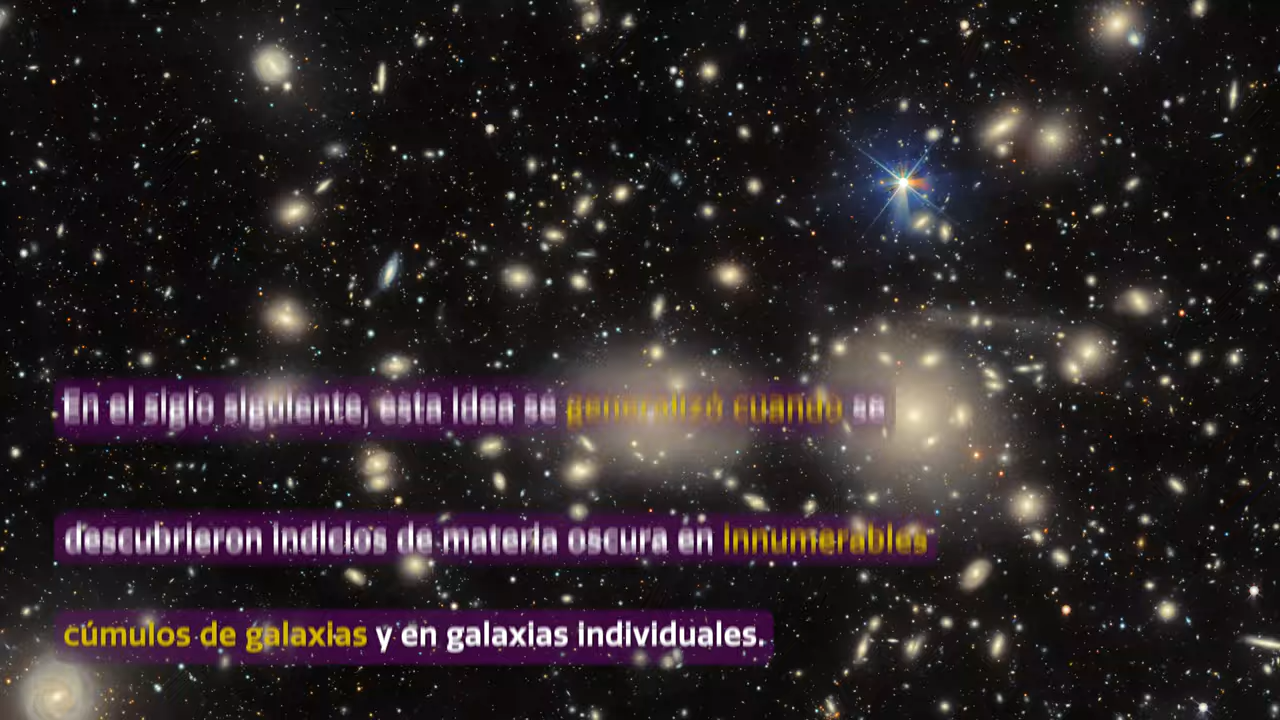 En el siglo siguiente, esta idea se generalizó cuando se
descubrieron indicios de materia oscura en innumerables
cúmulos de galaxias y en galaxias individuales.